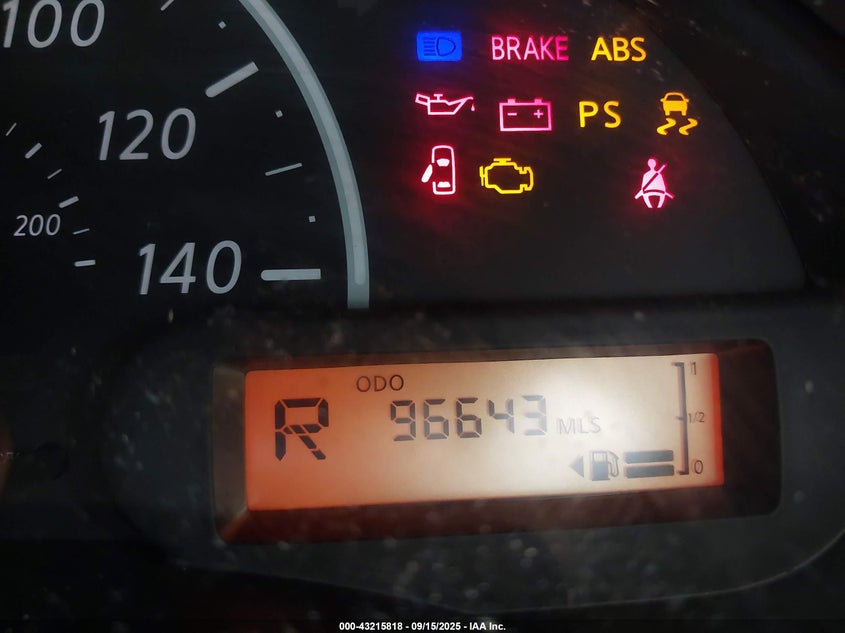 100
BRAKE ABS
120
PS
200
140
ODO
R 96643 MLS
1
1/2
0
000-43215818 - 09/15/2025 - IAA Inc.